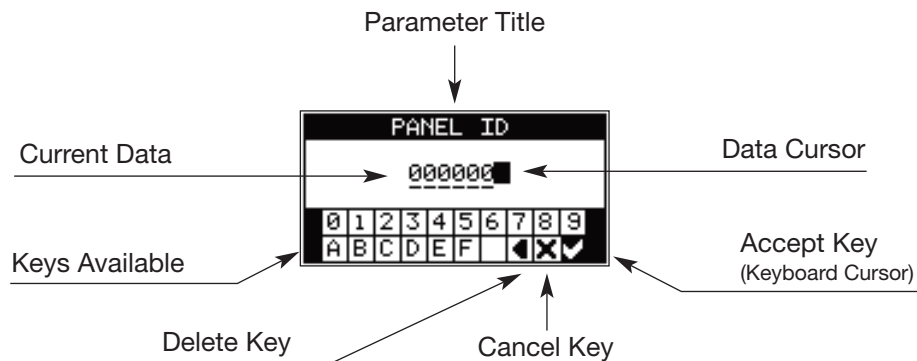 Parameter Title
PANEL ID
Current Data
000000
Data Cursor
0 1 2 3 4 5 6 7 8 9
A B C D E F
Keys Available
Accept Key
(Keyboard Cursor)
Delete Key
Cancel Key